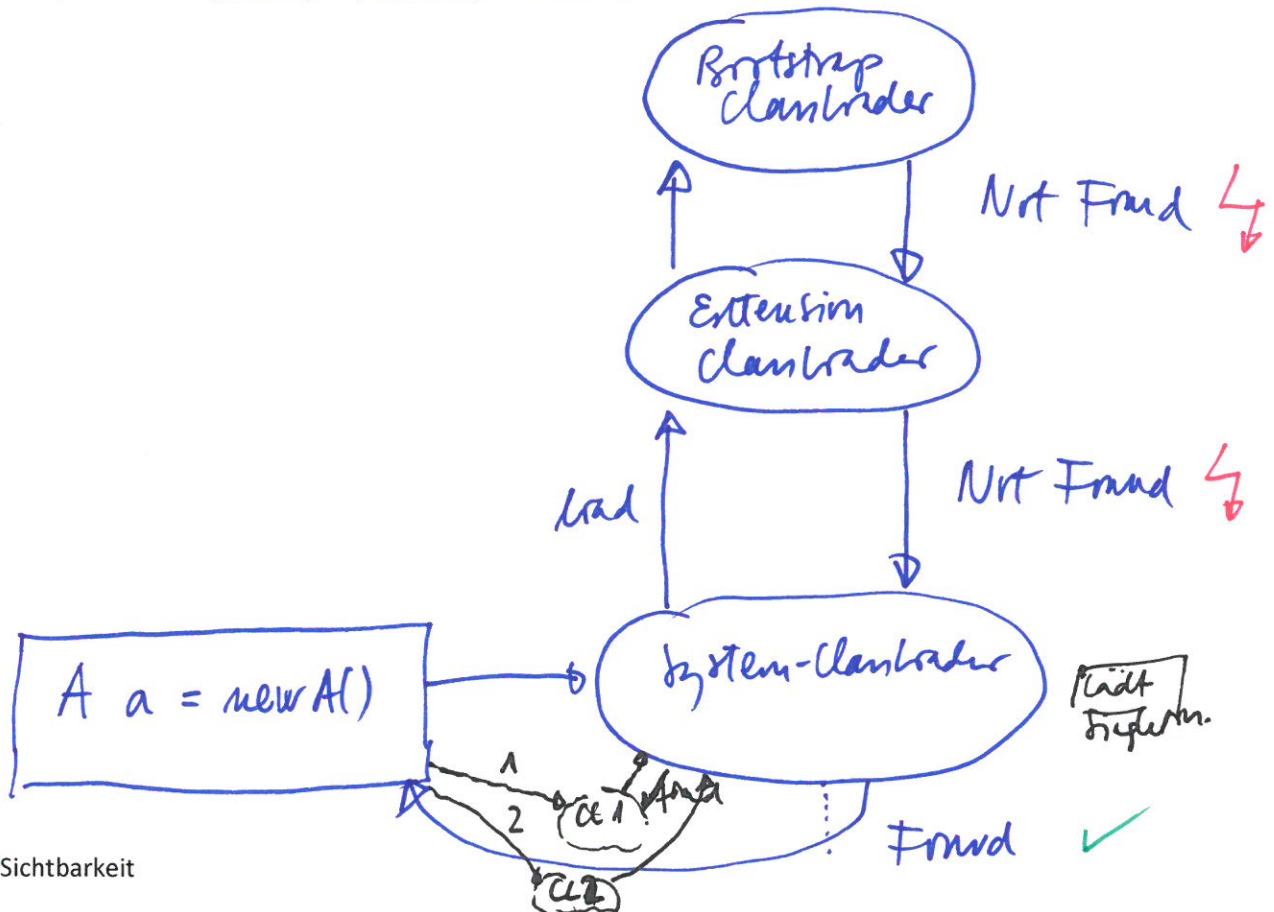 Bootstrap
Classloader
Not Found
Extension
Classloader
load
Not Found
System-Classloader
A a = new A()
lädt
1
CL1
found
2
CL2
Found
Sichtbarkeit